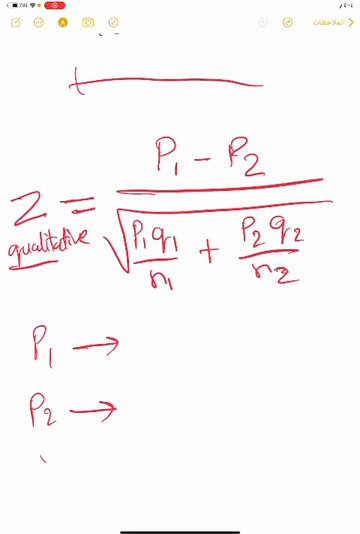 الملاحظات
P₁ - P₂
Z =
qualitative
√(P₁q₁/n₁ + P₂q₂/n₂)
P₁ →
P₂ →